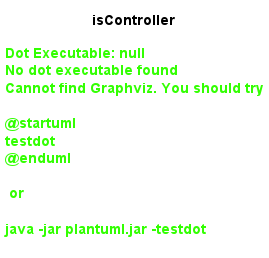 isController
Dot Executable: null
No dot executable found
Cannot find Graphviz. You should try
@startuml
testdot
@enduml
or
java -jar plantuml.jar -testdot